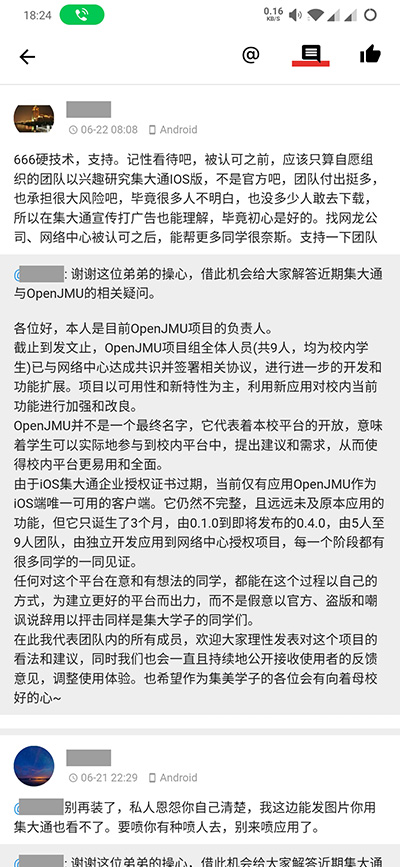 18:24
0.16
KB/S
@
06-22 08:08 Android
666硬技术，支持。记性看待吧，被认可之前，应该只算自愿组
织的团队以兴趣研究集大通IOS版，不是官方吧，团队付出挺多，
也承担很大风险吧，毕竟很多人不明白，也没多少人敢去下载，
所以在集大通宣传打广告也能理解，毕竟初心是好的。找网龙公
司、网络中心被认可之后，能帮更多同学很奈斯。支持一下团队
@: 谢谢这位弟弟的操心，借此机会给大家解答近期集大通
与OpenJMU的相关疑问。
各位好，本人是目前OpenJMU项目的负责人。
截止到发文止，OpenJMU项目组全体人员(共9人，均为校内学
生)已与网络中心达成共识并签署相关协议，进行进一步的开发和
功能扩展。项目以可用性和新特性为主，利用新应用对校内当前
功能进行加强和改良。
OpenJMU并不是一个最终名字，它代表着本校平台的开放，意味
着学生可以实际地参与到校内平台中，提出建议和需求，从而使
得校内平台更易用和全面。
由于iOS集大通企业授权证书过期，当前仅有应用OpenJMU作为
iOS端唯一可用的客户端。它仍然不完整，且远远未及原本应用的
功能，但它只诞生了3个月，由0.1.0到即将发布的0.4.0，由5人至
9人团队，由独立开发应用到网络中心授权项目，每一个阶段都有
很多同学的一同见证。
任何对这个平台在意和有想法的同学，都能在这个过程以自己的
方式，为建立更好的平台而出力，而不是假意以官方、盗版和嘲
讽说辞用以抨击同样是集大学子的同学们。
在此我代表团队内的所有成员，欢迎大家理性发表对这个项目的
看法和建议，同时我们也会一直且持续地公开接收使用者的反馈
意见，调整使用体验。也希望作为集美学子的各位会有向着母校
好的心~
06-21 22:29 Android
@别再装了，私人恩怨你自己清楚，我这边能发图片你用
集大通也看不了。要喷你有种喷人去，别来喷应用了。
@: 谢谢这位弟弟的操心，借此机会给大家解答近期集大通